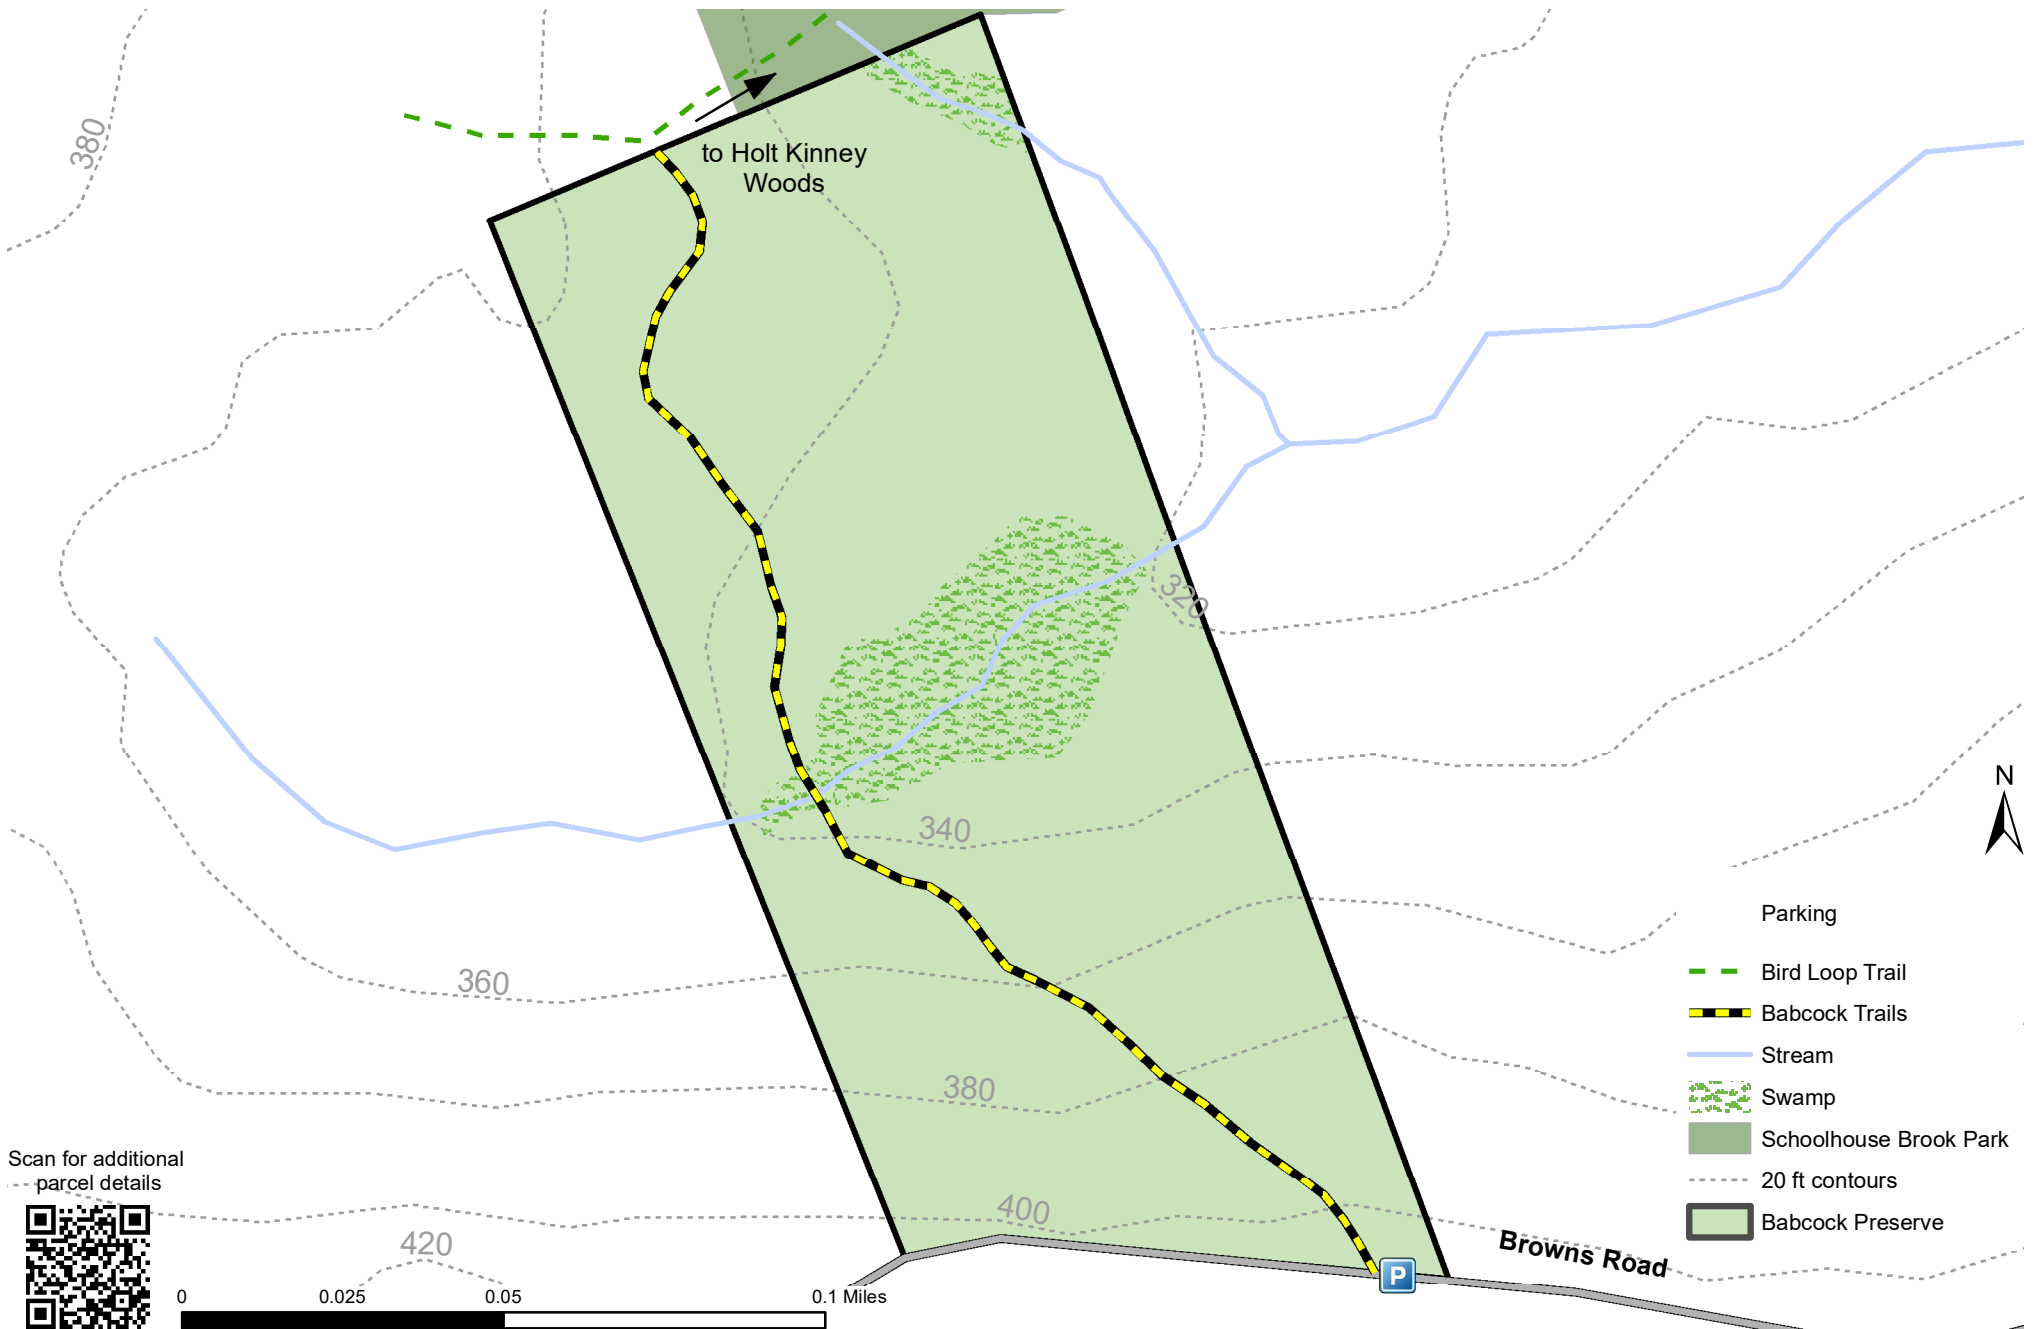 380
to Holt Kinney
Woods
320
340
360
380
400
420
N
Parking
Bird Loop Trail
Babcock Trails
Stream
Swamp
Schoolhouse Brook Park
20 ft contours
Babcock Preserve
Browns Road
P
Scan for additional
parcel details
0 0.025 0.05 0.1 Miles